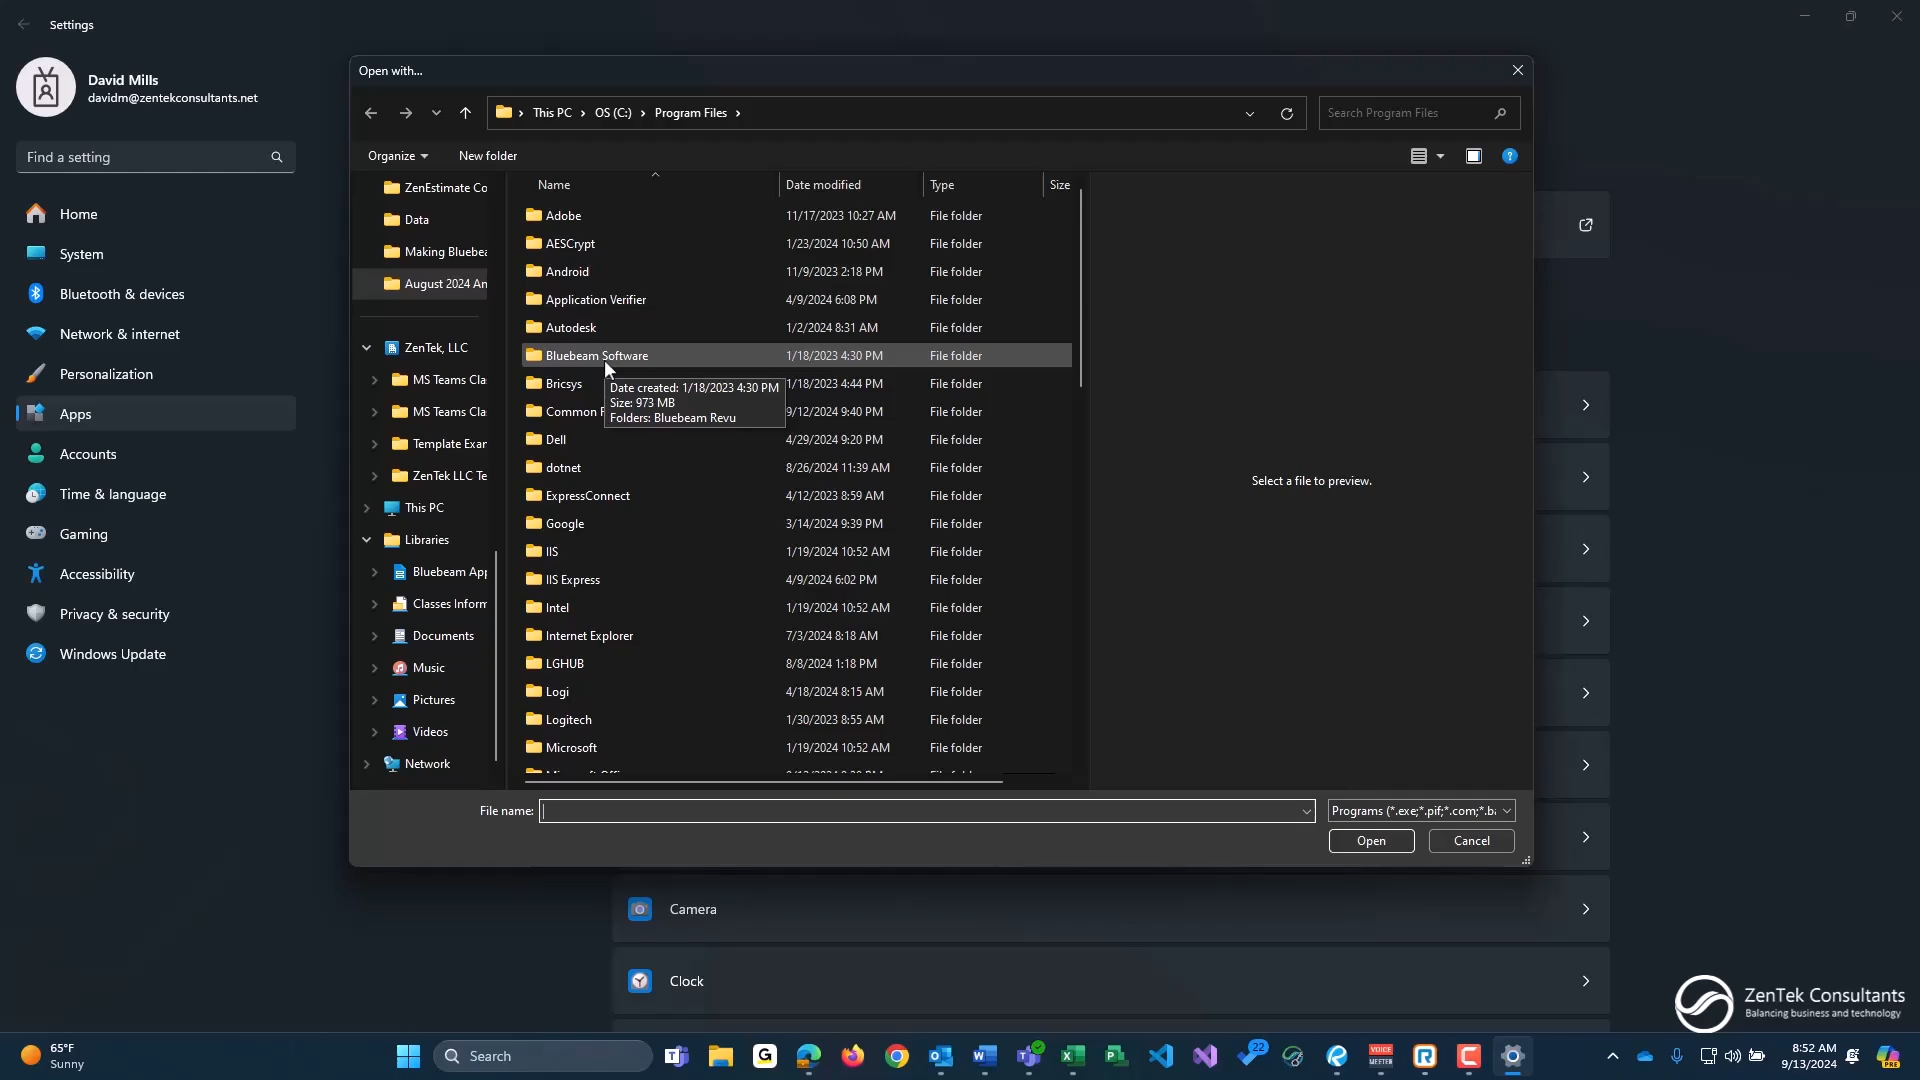 Settings
David Mills
davidm@zentekconsultants.net
Find a setting
Home
System
Bluetooth & devices
Network & internet
Personalization
Apps
Accounts
Time & language
Gaming
Accessibility
Privacy & security
Windows Update
Open with...
This PC > OS (C:) > Program Files >
Search Program Files
Organize
New folder
ZenEstimate Co
Data
Making Bluebea
August 2024 An
ZenTek, LLC
MS Teams Cla
MS Teams Cla
Template Exar
ZenTek LLC Te
This PC
Libraries
Bluebeam App
Classes Inform
Documents
Music
Pictures
Videos
Network
Name Date modified Type Size
Adobe 11/17/2023 10:27 AM File folder
AESCrypt 1/23/2024 10:50 AM File folder
Android 11/9/2023 2:18 PM File folder
Application Verifier 4/9/2024 6:08 PM File folder
Autodesk 1/2/2024 8:31 AM File folder
Bluebeam Software 1/18/2023 4:30 PM File folder
Bricsys 1/18/2023 4:44 PM File folder
Common F 9/12/2024 9:40 PM File folder
Date created: 1/18/2023 4:30 PM
Size: 973 MB
Folders: Bluebeam Revu
Dell 4/29/2024 9:20 PM File folder
dotnet 8/26/2024 11:39 AM File folder
ExpressConnect 4/12/2023 8:59 AM File folder
Google 3/14/2024 9:39 PM File folder
IIS 1/19/2024 10:52 AM File folder
IIS Express 4/9/2024 6:02 PM File folder
Intel 1/19/2024 10:52 AM File folder
Internet Explorer 7/3/2024 8:18 AM File folder
LGHUB 8/8/2024 1:18 PM File folder
Logi 4/18/2024 8:15 AM File folder
Logitech 1/30/2023 8:55 AM File folder
Microsoft 1/19/2024 10:52 AM File folder
Select a file to preview.
File name:
Programs (*.exe;*.pif;*.com;*.ba
Open
Cancel
Camera
Clock
ZenTek Consultants
Balancing business and technology
65°F
Sunny
Search
22
VOICE
MEETER
8:52 AM
9/13/2024